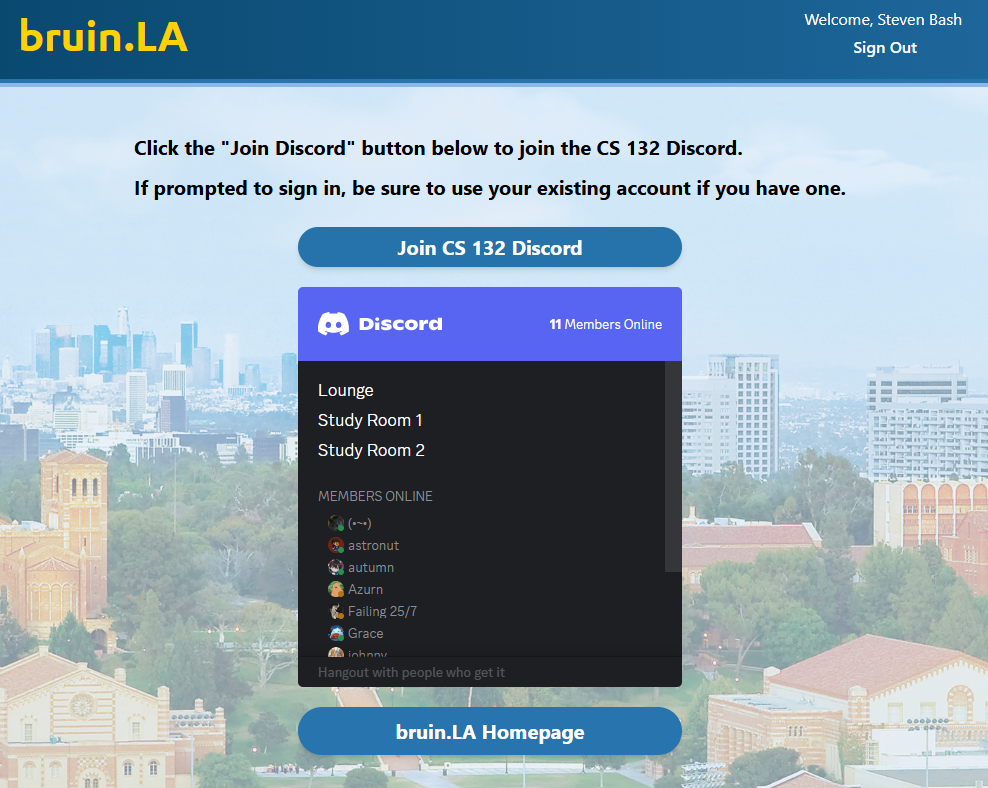 bruin.LA
Welcome, Steven Bash
Sign Out
Click the "Join Discord" button below to join the CS 132 Discord.
If prompted to sign in, be sure to use your existing account if you have one.
Join CS 132 Discord
Discord
11 Members Online
Lounge
Study Room 1
Study Room 2
MEMBERS ONLINE
(•~•)
astronut
autumn
Azurn
Failing 25/7
Grace
johnny
Hangout with people who get it
bruin.LA Homepage